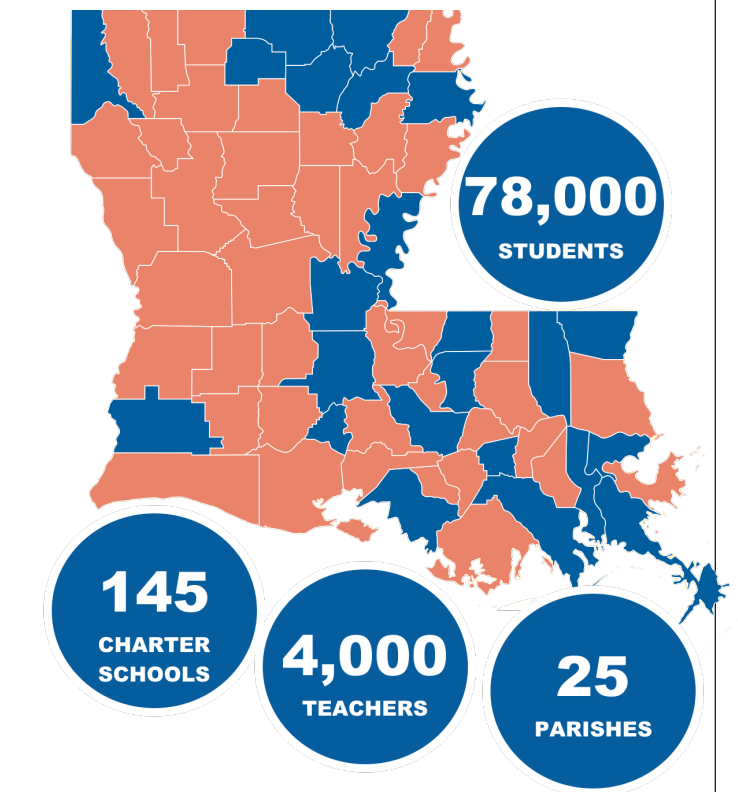 78,000
STUDENTS
145
CHARTER
SCHOOLS
4,000
TEACHERS
25
PARISHES